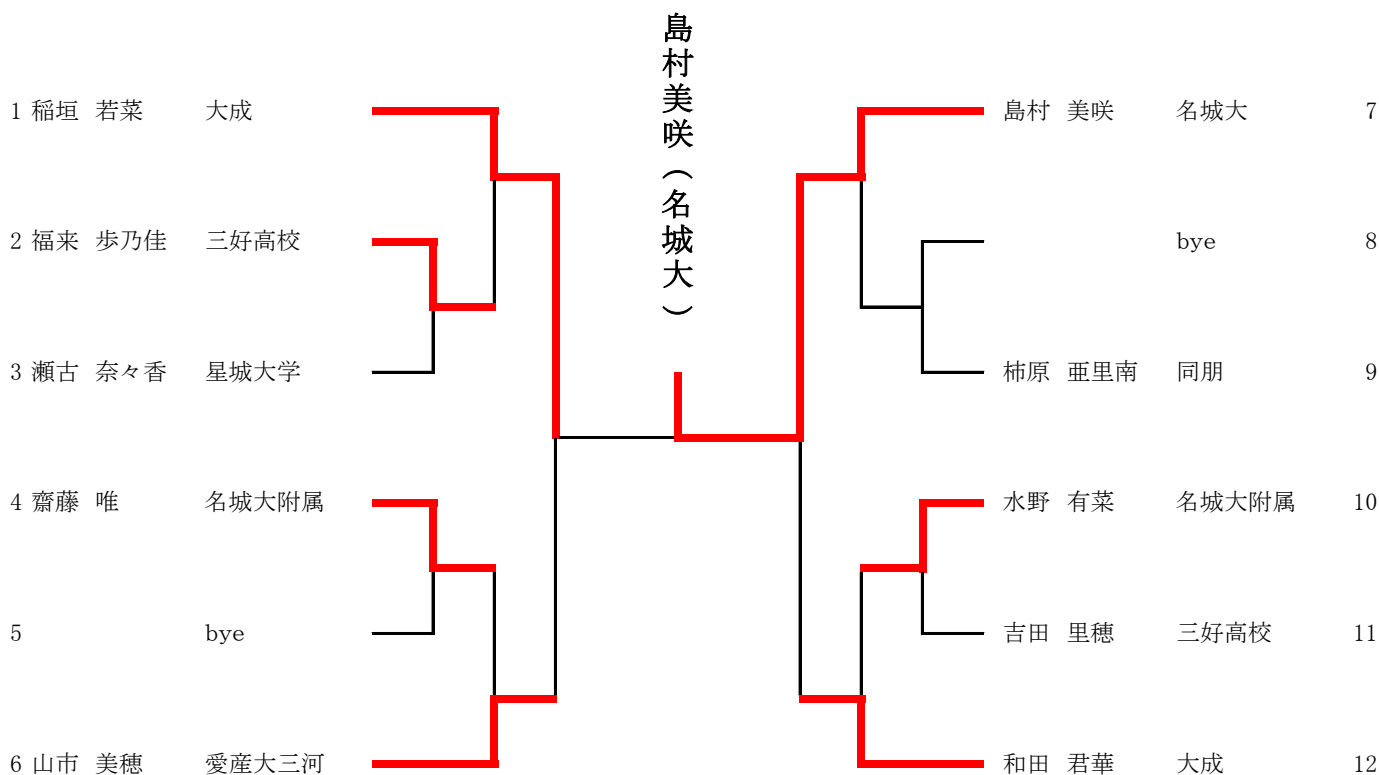 島村美咲（名城大）
1 稲垣 若菜 大成
2 福来 歩乃佳 三好高校
3 瀬古 奈々香 星城大学
4 齋藤 唯 名城大附属
5 bye
6 山市 美穂 愛産大三河
島村 美咲 名城大 7
bye 8
柿原 亜里南 同朋 9
水野 有菜 名城大附属 10
吉田 里穂 三好高校 11
和田 君華 大成 12